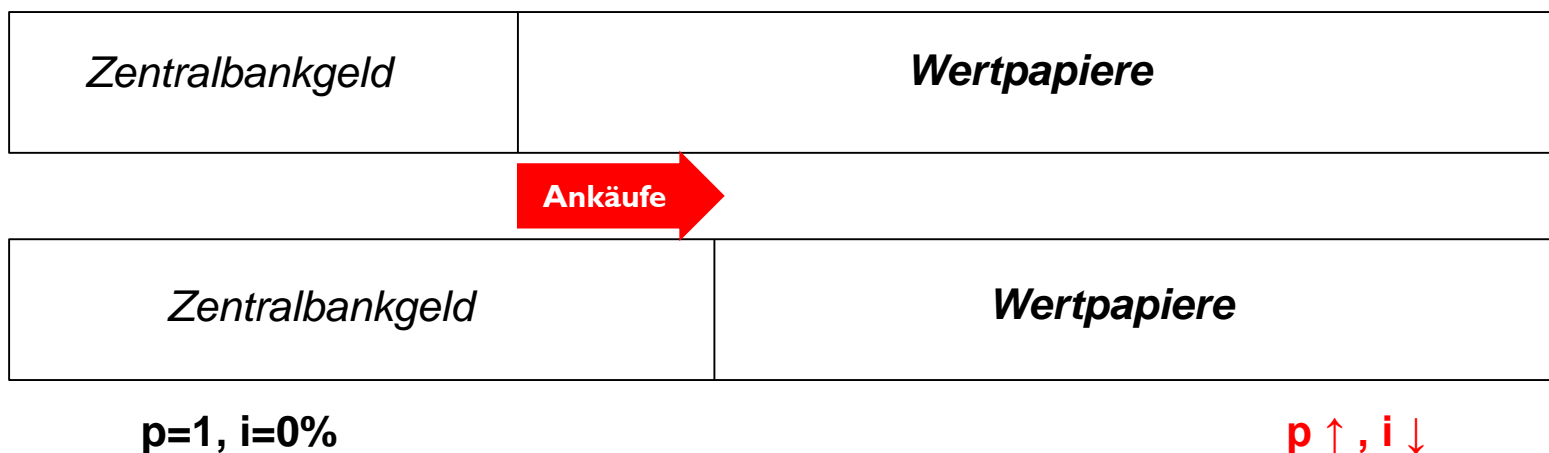 Zentralbankgeld Wertpapiere
Ankäufe
Zentralbankgeld Wertpapiere
p=1, i=0% p ↑ , i ↓